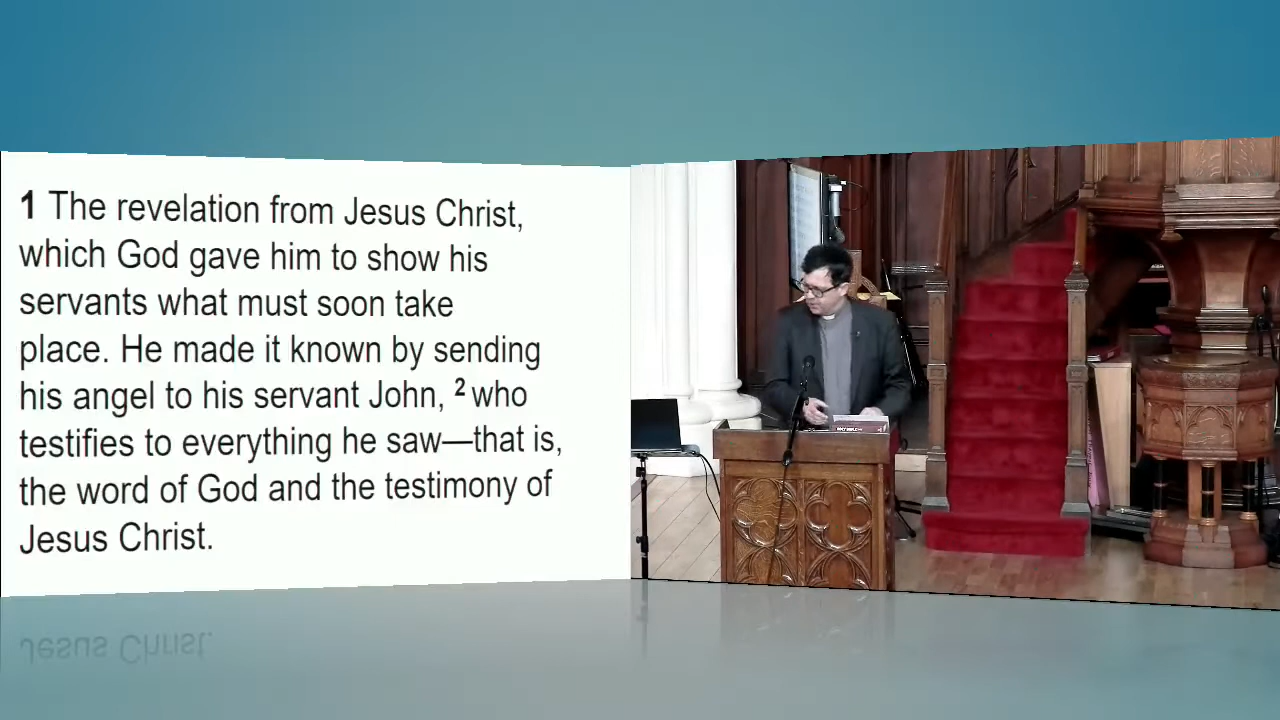 1 The revelation from Jesus Christ,
which God gave him to show his
servants what must soon take
place. He made it known by sending
his angel to his servant John, 2 who
testifies to everything he saw—that is,
the word of God and the testimony of
Jesus Christ.